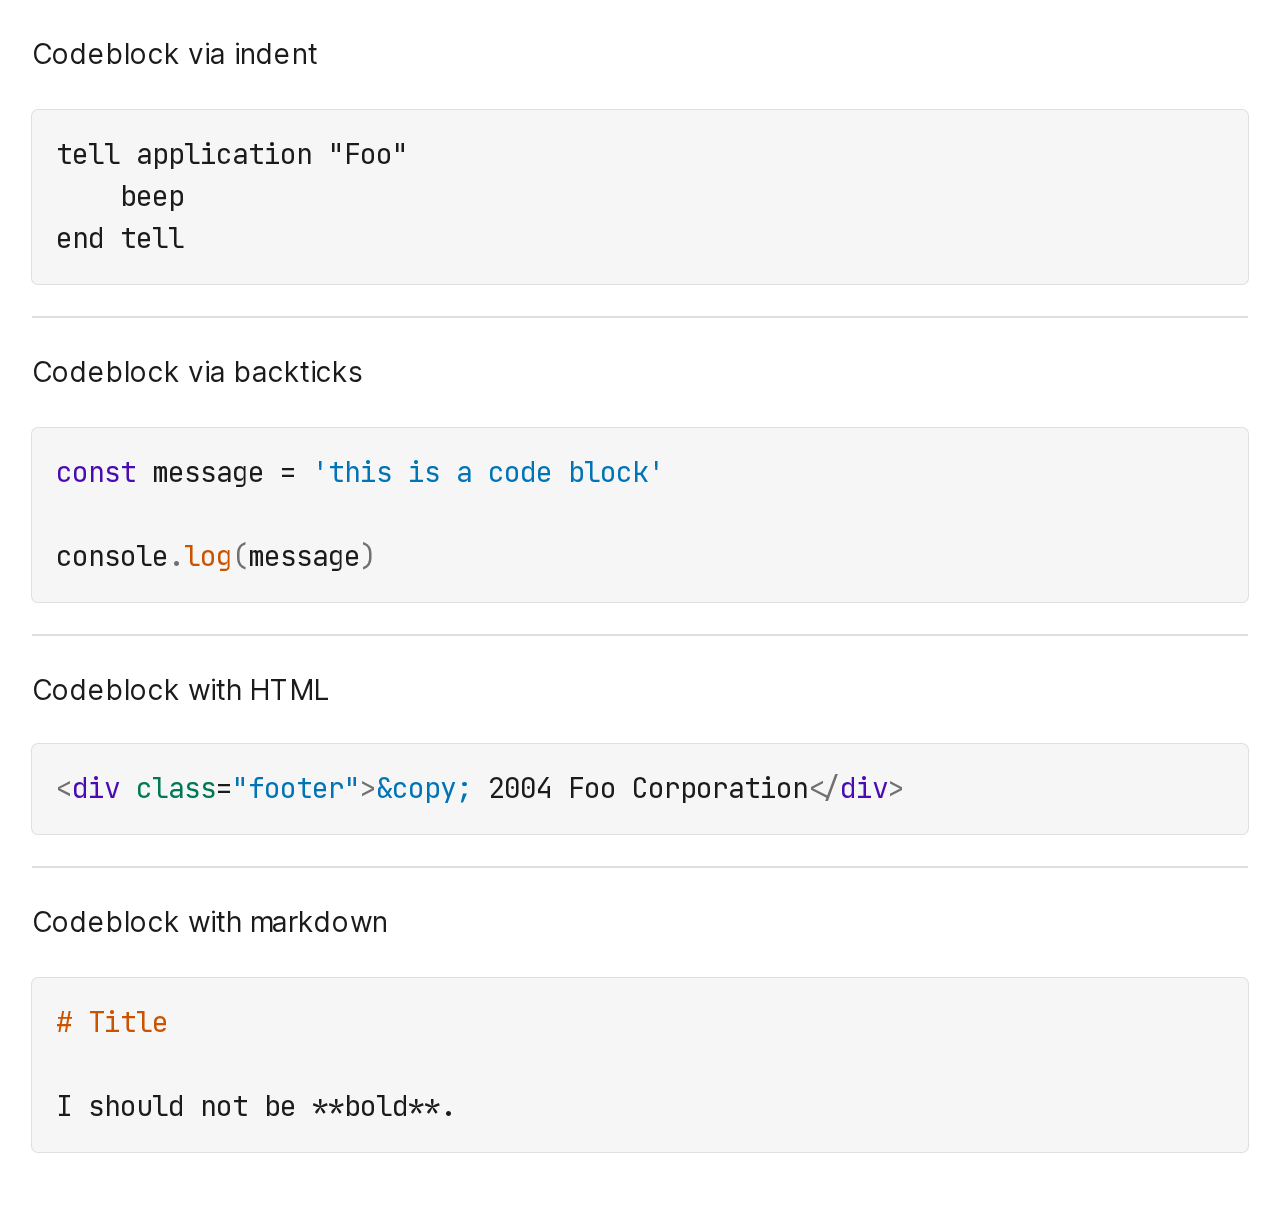 Codeblock via indent
tell application "Foo"
    beep
end tell
Codeblock via backticks
const message = 'this is a code block'
console.log(message)
Codeblock with HTML
<div class="footer">&copy; 2004 Foo Corporation</div>
Codeblock with markdown
# Title
I should not be **bold**.